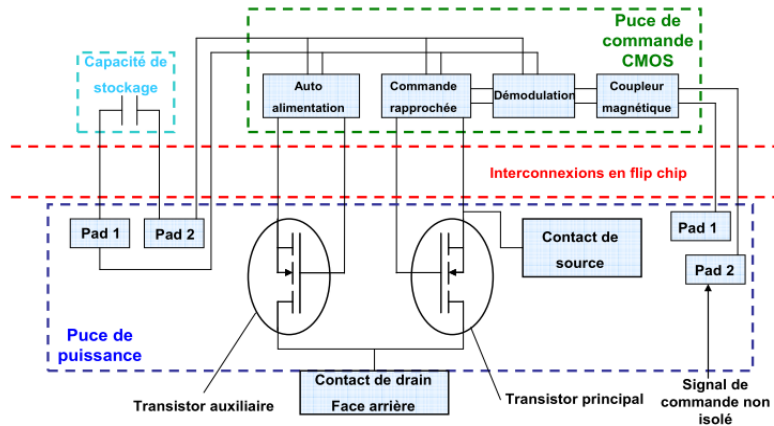 Puce de
commande
CMOS
Capacité de
stockage
Auto
alimentation
Commande
rapprochée
Démodulation
Coupleur
magnétique
Interconnexions en flip chip
Pad 1
Pad 2
Contact de
source
Pad 1
Pad 2
Puce de
puissance
Contact de drain
Face arrière
Transistor auxiliaire
Transistor principal
Signal de
commande non
isolé